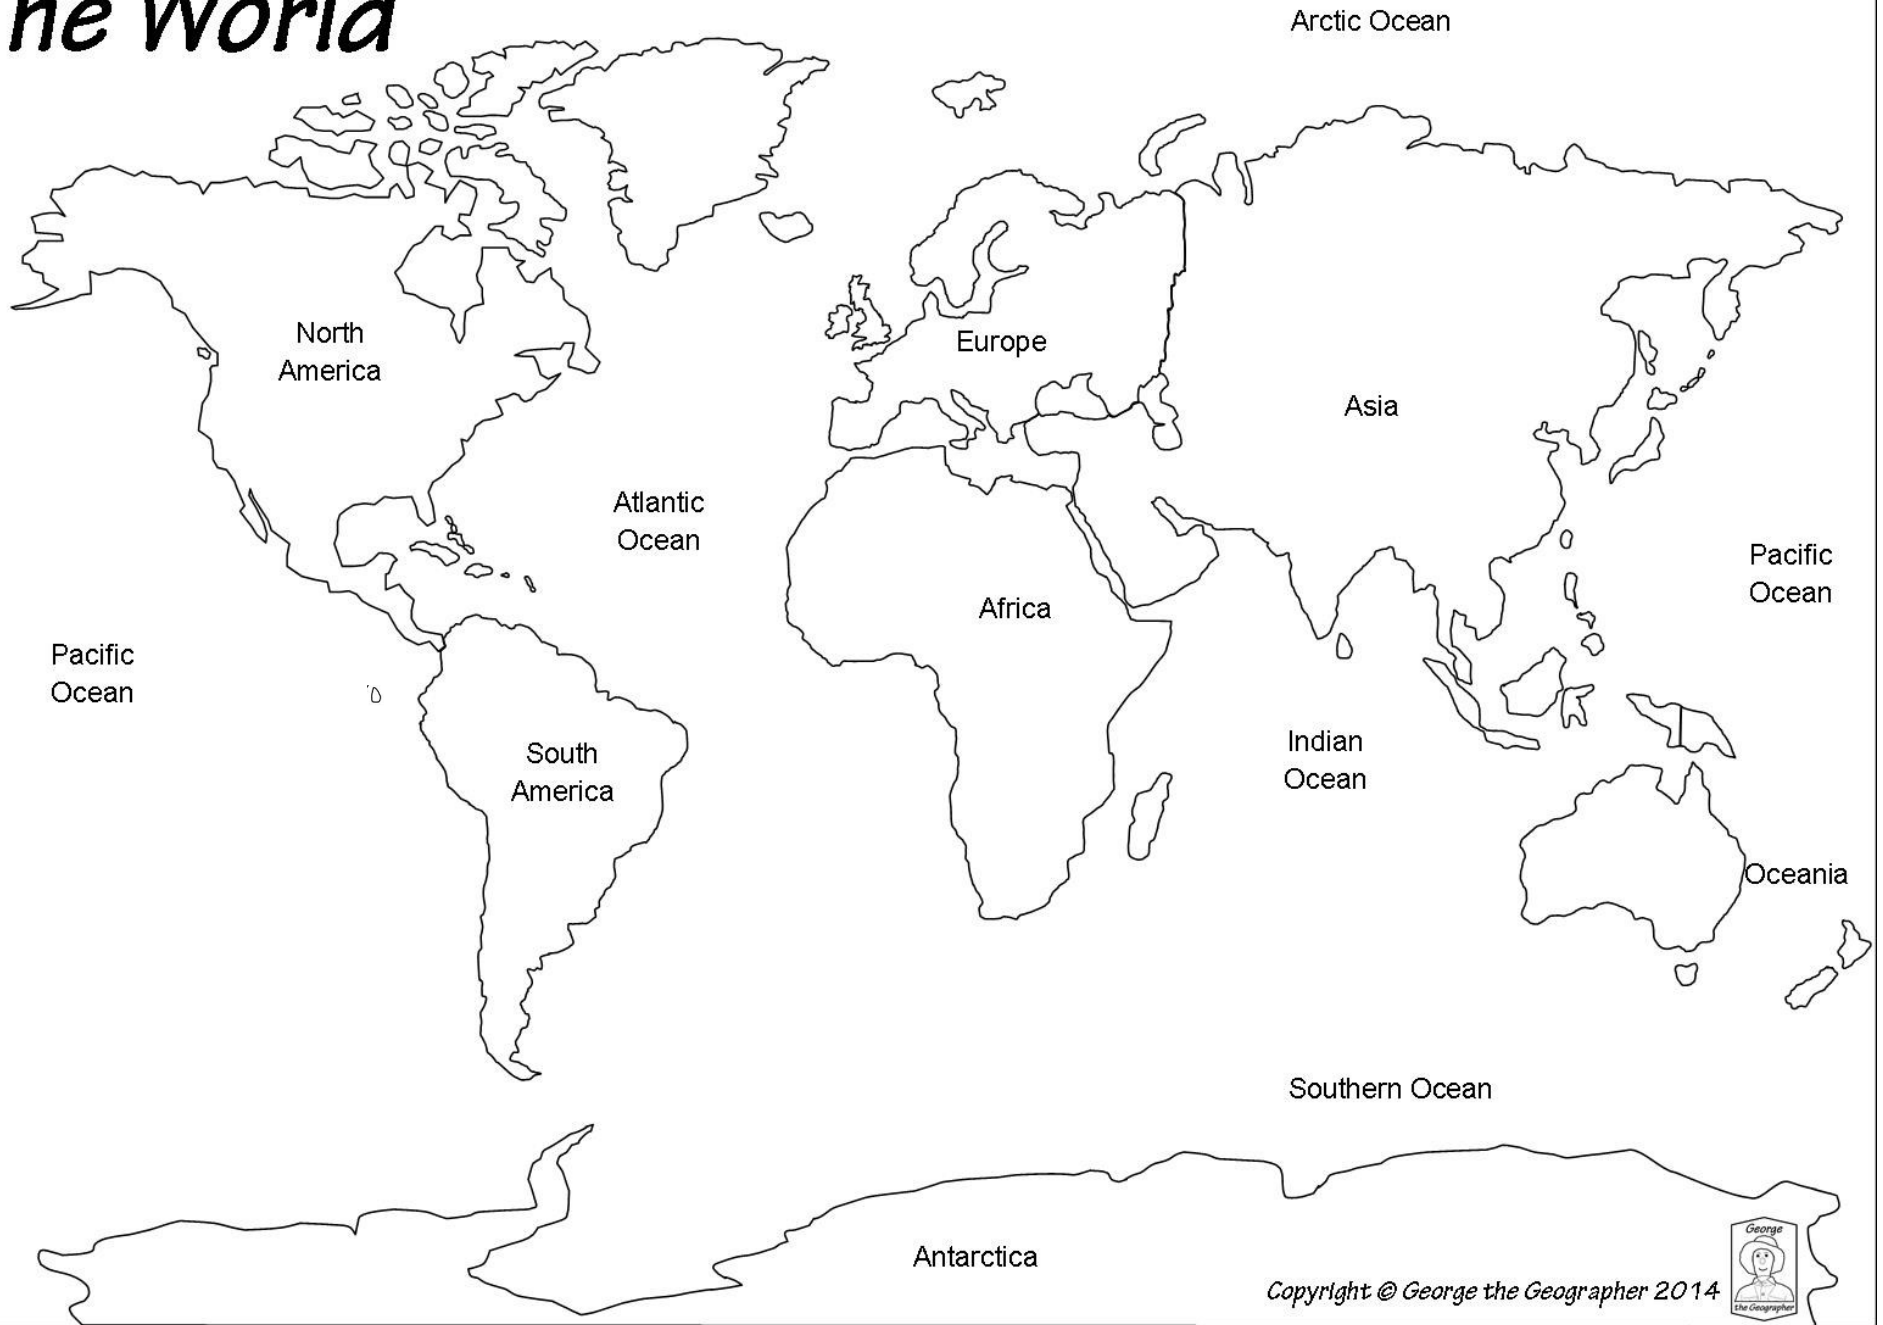 he World
Arctic Ocean
North
America
Europe
Asia
Atlantic
Ocean
Pacific
Ocean
Africa
Pacific
Ocean
South
America
Indian
Ocean
Oceania
Southern Ocean
Antarctica
George
the Geographer
Copyright © George the Geographer 2014